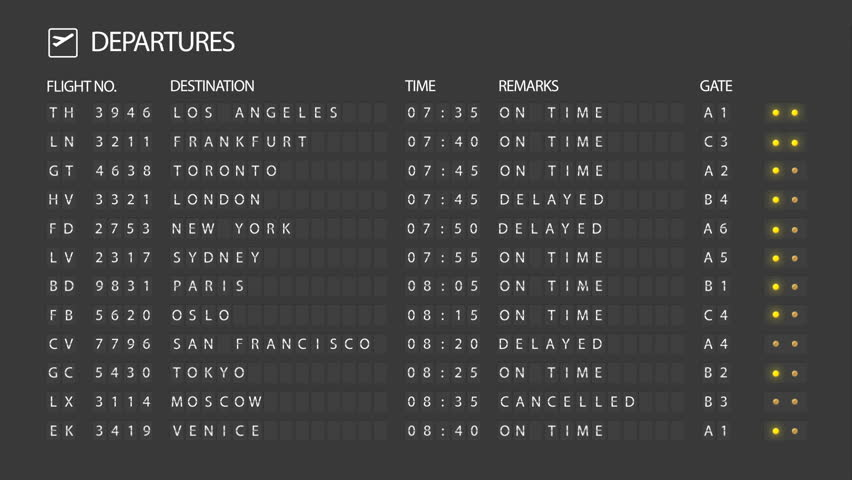 DEPARTURES
FLIGHT NO. DESTINATION TIME REMARKS GATE
TH 3946 LOS ANGELES 07:35 ON TIME A1
LN 3211 FRANKFURT 07:40 ON TIME C3
GT 4638 TORONTO 07:45 ON TIME A2
HV 3321 LONDON 07:45 DELAYED B4
FD 2753 NEW YORK 07:50 DELAYED A6
LV 2317 SYDNEY 07:55 ON TIME A5
BD 9831 PARIS 08:05 ON TIME B1
FB 5620 OSLO 08:15 ON TIME C4
CV 7796 SAN FRANCISCO 08:20 DELAYED A4
GC 5430 TOKYO 08:25 ON TIME B2
LX 3114 MOSCOW 08:35 CANCELLED B3
EK 3419 VENICE 08:40 ON TIME A1